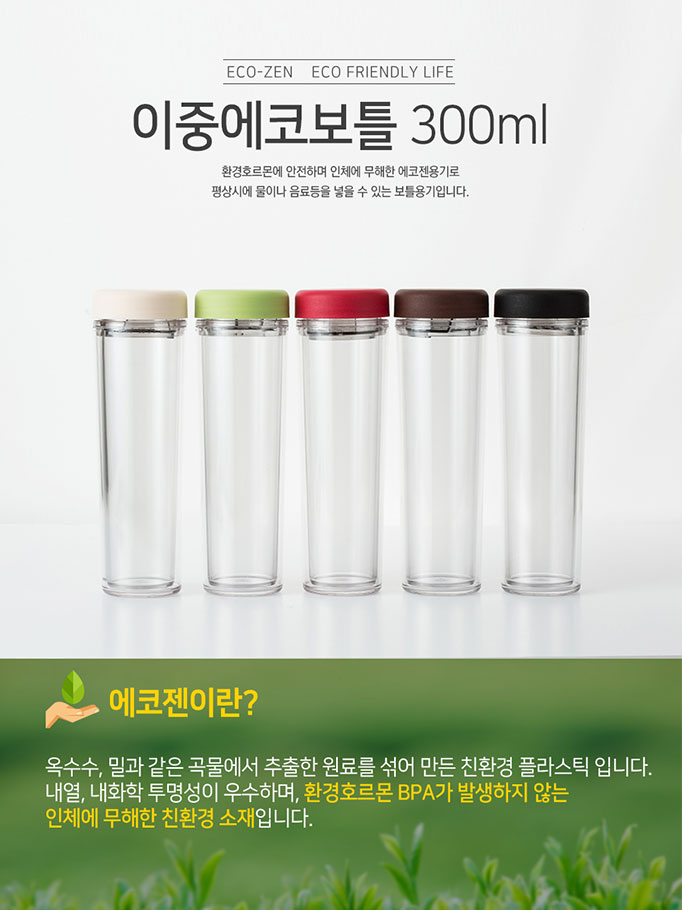 ECO-ZEN ECO FRIENDLY LIFE
이중에코보틀 300ml
환경호르몬에 안전하며 인체에 무해한 에코젠용기로
평상시에 물이나 음료등을 넣을 수 있는 보틀용기입니다.
에코젠이란?
옥수수, 밀과 같은 곡물에서 추출한 원료를 섞어 만든 친환경 플라스틱 입니다.
내열, 내화학 투명성이 우수하며, 환경호르몬 BPA가 발생하지 않는
인체에 무해한 친환경 소재입니다.